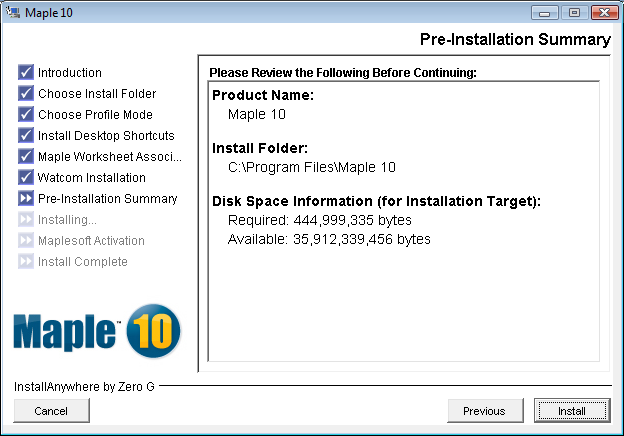 Maple 10
Pre-Installation Summary
Introduction
Choose Install Folder
Choose Profile Mode
Install Desktop Shortcuts
Maple Worksheet Associ...
Watcom Installation
Pre-Installation Summary
Installing...
Maplesoft Activation
Install Complete
Please Review the Following Before Continuing:
Product Name:
Maple 10
Install Folder:
C:\Program Files\Maple 10
Disk Space Information (for Installation Target):
Required: 444,999,335 bytes
Available: 35,912,339,456 bytes
Maple™ 10
InstallAnywhere by Zero G
Cancel
Previous
Install